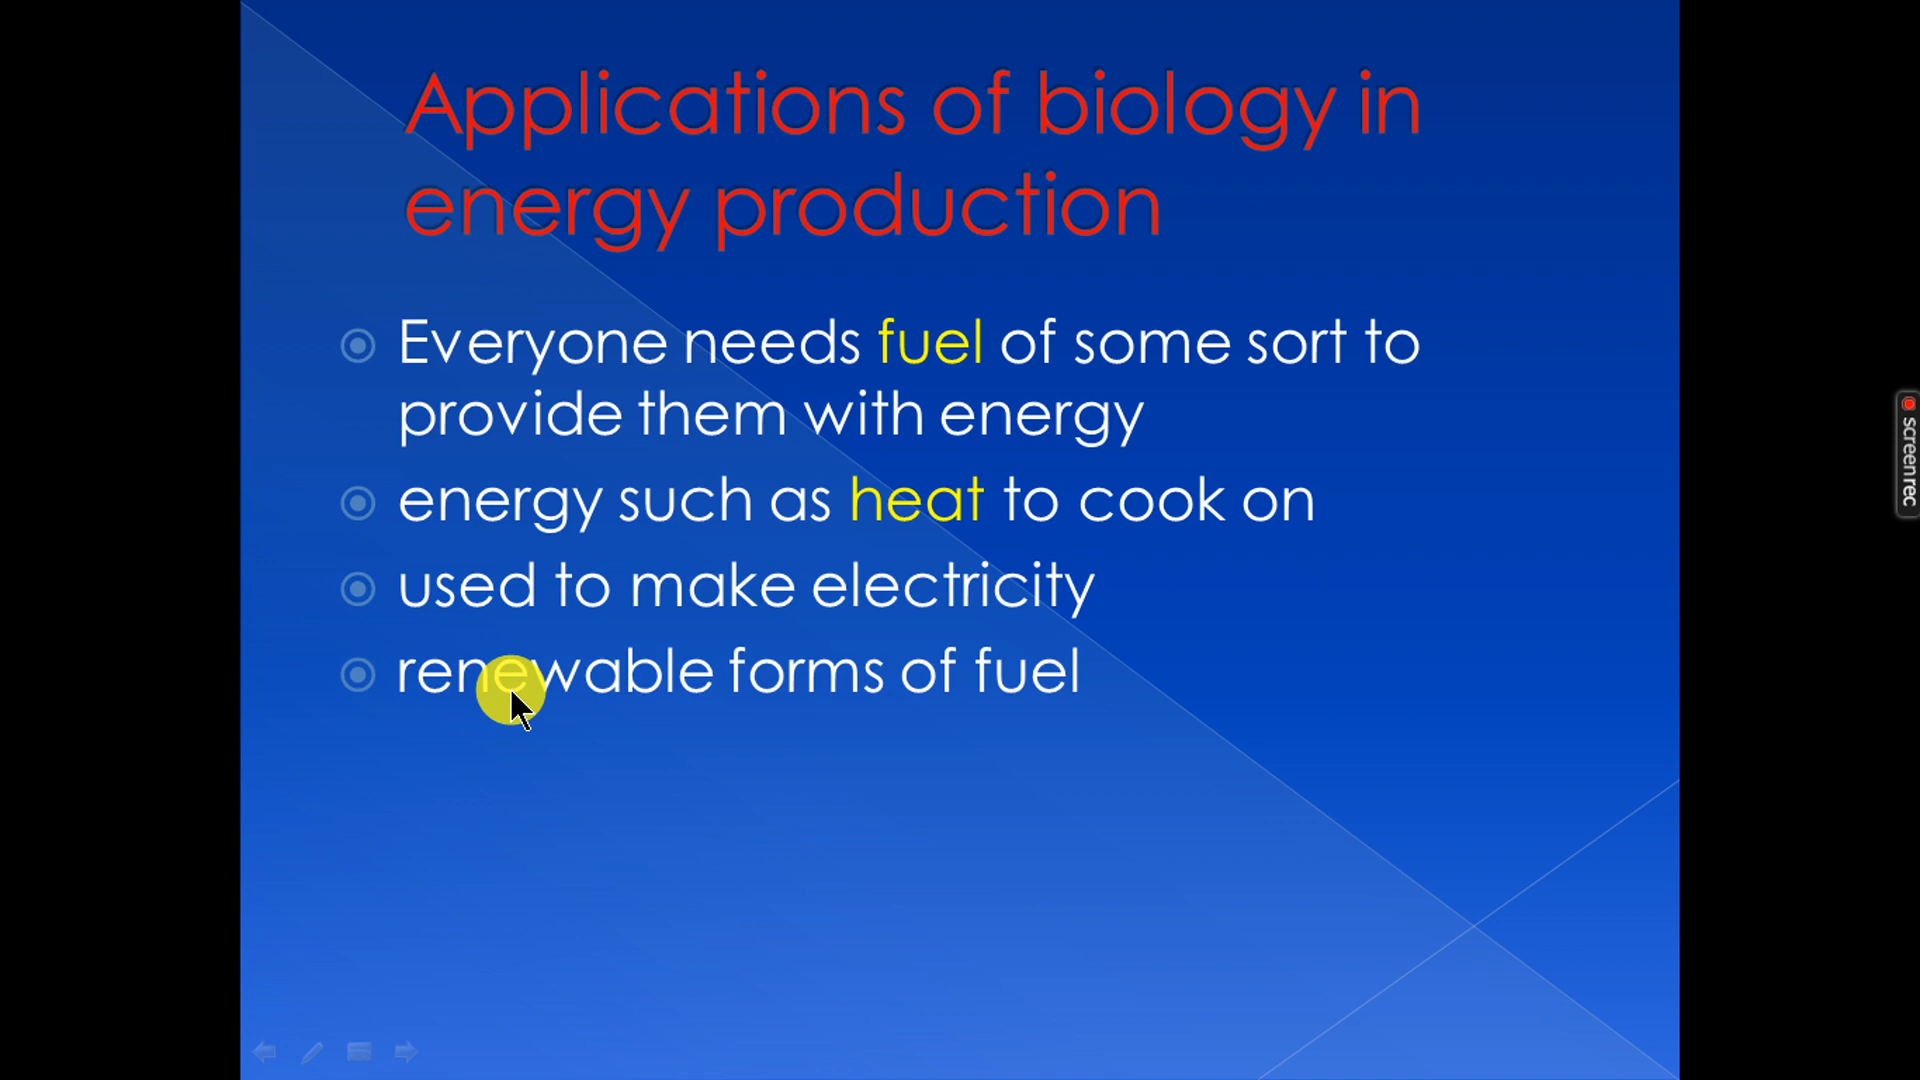 Applications of biology in
energy production
Everyone needs fuel of some sort to
provide them with energy
energy such as heat to cook on
used to make electricity
renewable forms of fuel
screenrec